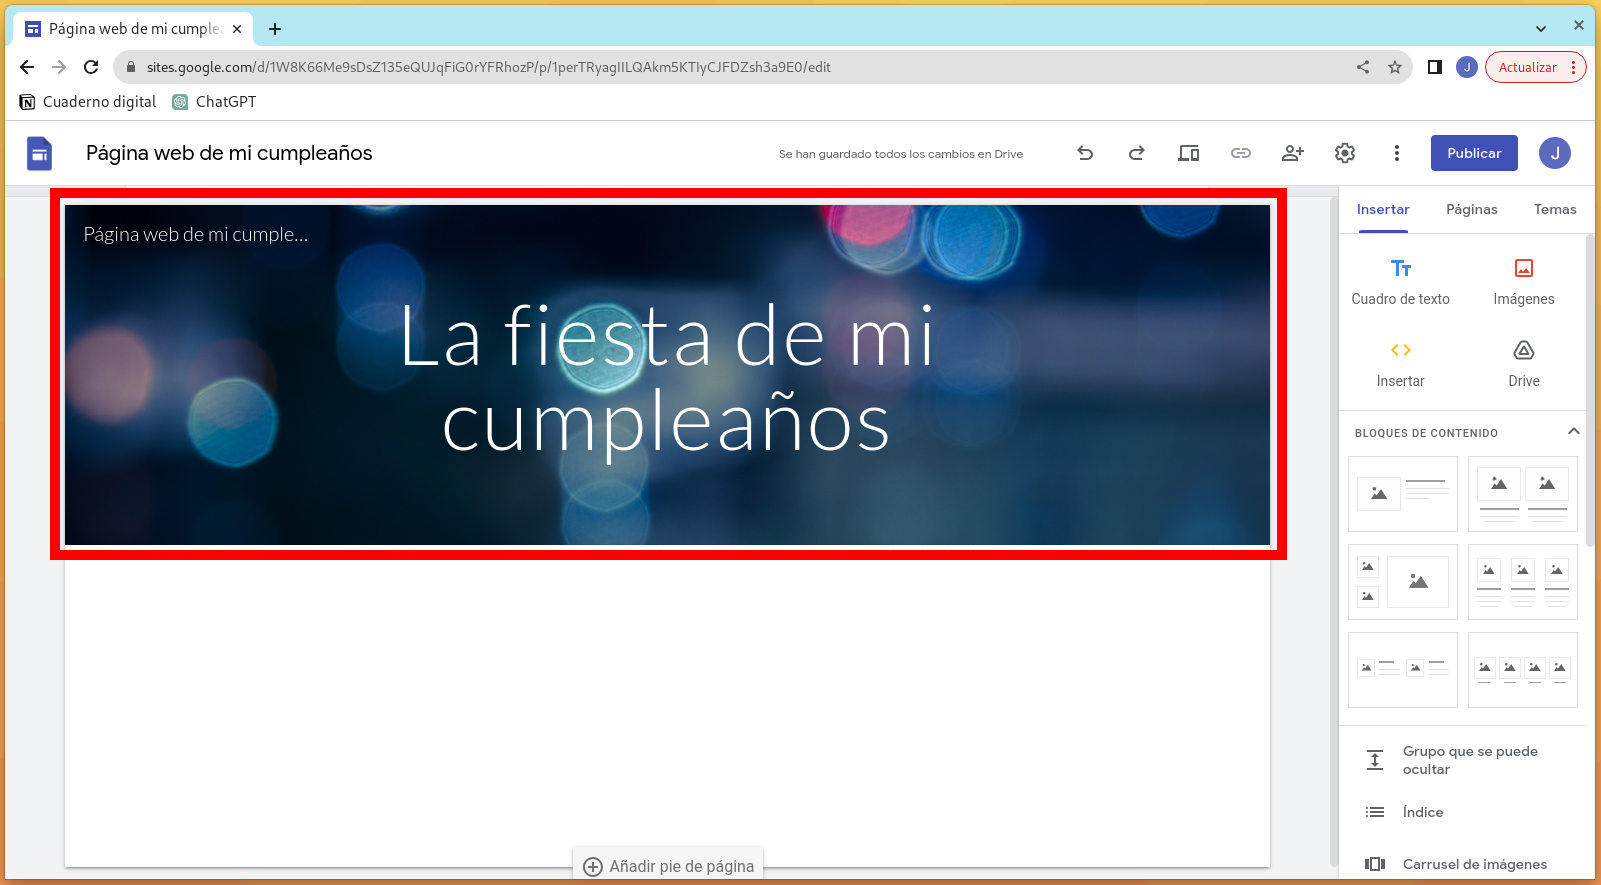 Página web de mi cumple
sites.google.com/d/1W8K66Me9sDsZ135eQUJqFiG0rYFRhozP/p/1perTRyagIILQAkm5KTIyCJFDZsh3a9E0/edit
J
Actualizar
Cuaderno digital
ChatGPT
Página web de mi cumpleaños
Se han guardado todos los cambios en Drive
Publicar
J
Página web de mi cumple...
La fiesta de mi
cumpleaños
Añadir pie de página
Insertar
Páginas
Temas
Cuadro de texto
Imágenes
Insertar
Drive
BLOQUES DE CONTENIDO
Grupo que se puede
ocultar
Índice
Carrusel de imágenes